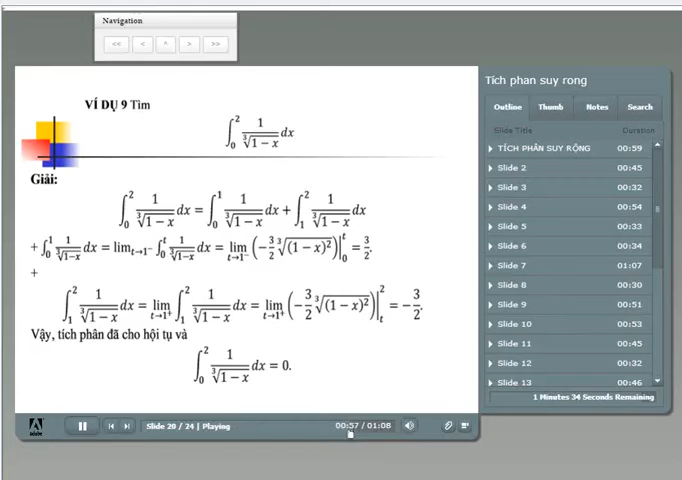 Navigation
<< < ^ > >>
VÍ DỤ 9 Tìm
∫₀² 1/∛(1−x) dx
Giải:
∫₀² 1/∛(1−x) dx = ∫₀¹ 1/∛(1−x) dx + ∫₁² 1/∛(1−x) dx
+ ∫₀¹ 1/∛(1−x) dx = lim_{t→1⁻} ∫₀ᵗ 1/∛(1−x) dx = lim_{t→1⁻} (−3/2 ∛(1−x)²)|₀ᵗ = 3/2.
+
∫₁² 1/∛(1−x) dx = lim_{t→1⁺} ∫₁² 1/∛(1−x) dx = lim_{t→1⁺} (−3/2 ∛(1−x)²)|ₜ² = −3/2.
Vậy, tích phân đã cho hội tụ và
∫₀² 1/∛(1−x) dx = 0.
Adobe
Slide 20 / 24 | Playing
00:57 / 01:08
Tích phan suy rong
Outline Thumb Notes Search
Slide Title Duration
TÍCH PHÂN SUY RỘNG 00:59
Slide 2 00:45
Slide 3 00:32
Slide 4 00:54
Slide 5 00:33
Slide 6 00:34
Slide 7 01:07
Slide 8 00:30
Slide 9 00:51
Slide 10 00:53
Slide 11 00:45
Slide 12 00:32
Slide 13 00:46
1 Minutes 34 Seconds Remaining